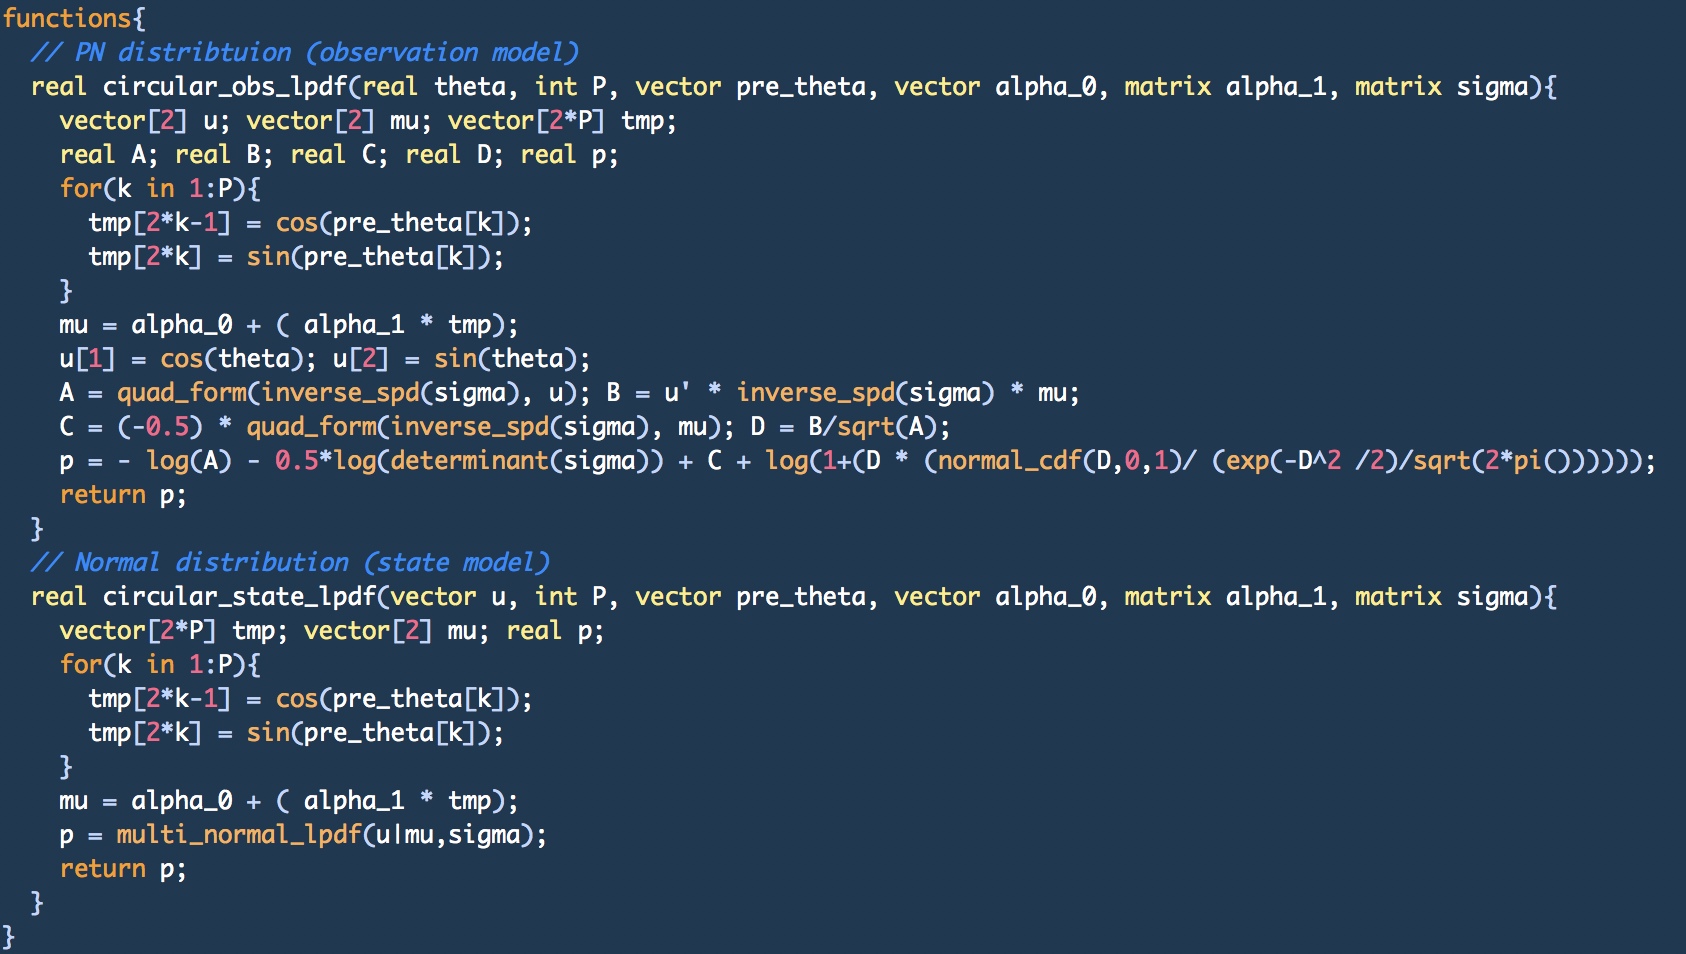 functions{
  // PN distribtuion (observation model)
  real circular_obs_lpdf(real theta, int P, vector pre_theta, vector alpha_0, matrix alpha_1, matrix sigma){
    vector[2] u; vector[2] mu; vector[2*P] tmp;
    real A; real B; real C; real D; real p;
    for(k in 1:P){
      tmp[2*k-1] = cos(pre_theta[k]);
      tmp[2*k] = sin(pre_theta[k]);
    }
    mu = alpha_0 + ( alpha_1 * tmp);
    u[1] = cos(theta); u[2] = sin(theta);
    A = quad_form(inverse_spd(sigma), u); B = u' * inverse_spd(sigma) * mu;
    C = (-0.5) * quad_form(inverse_spd(sigma), mu); D = B/sqrt(A);
    p = - log(A) - 0.5*log(determinant(sigma)) + C + log(1+(D * (normal_cdf(D,0,1)/ (exp(-D^2 /2)/sqrt(2*pi())))));
    return p;
  }
  // Normal distribution (state model)
  real circular_state_lpdf(vector u, int P, vector pre_theta, vector alpha_0, matrix alpha_1, matrix sigma){
    vector[2*P] tmp; vector[2] mu; real p;
    for(k in 1:P){
      tmp[2*k-1] = cos(pre_theta[k]);
      tmp[2*k] = sin(pre_theta[k]);
    }
    mu = alpha_0 + ( alpha_1 * tmp);
    p = multi_normal_lpdf(u|mu,sigma);
    return p;
  }
}